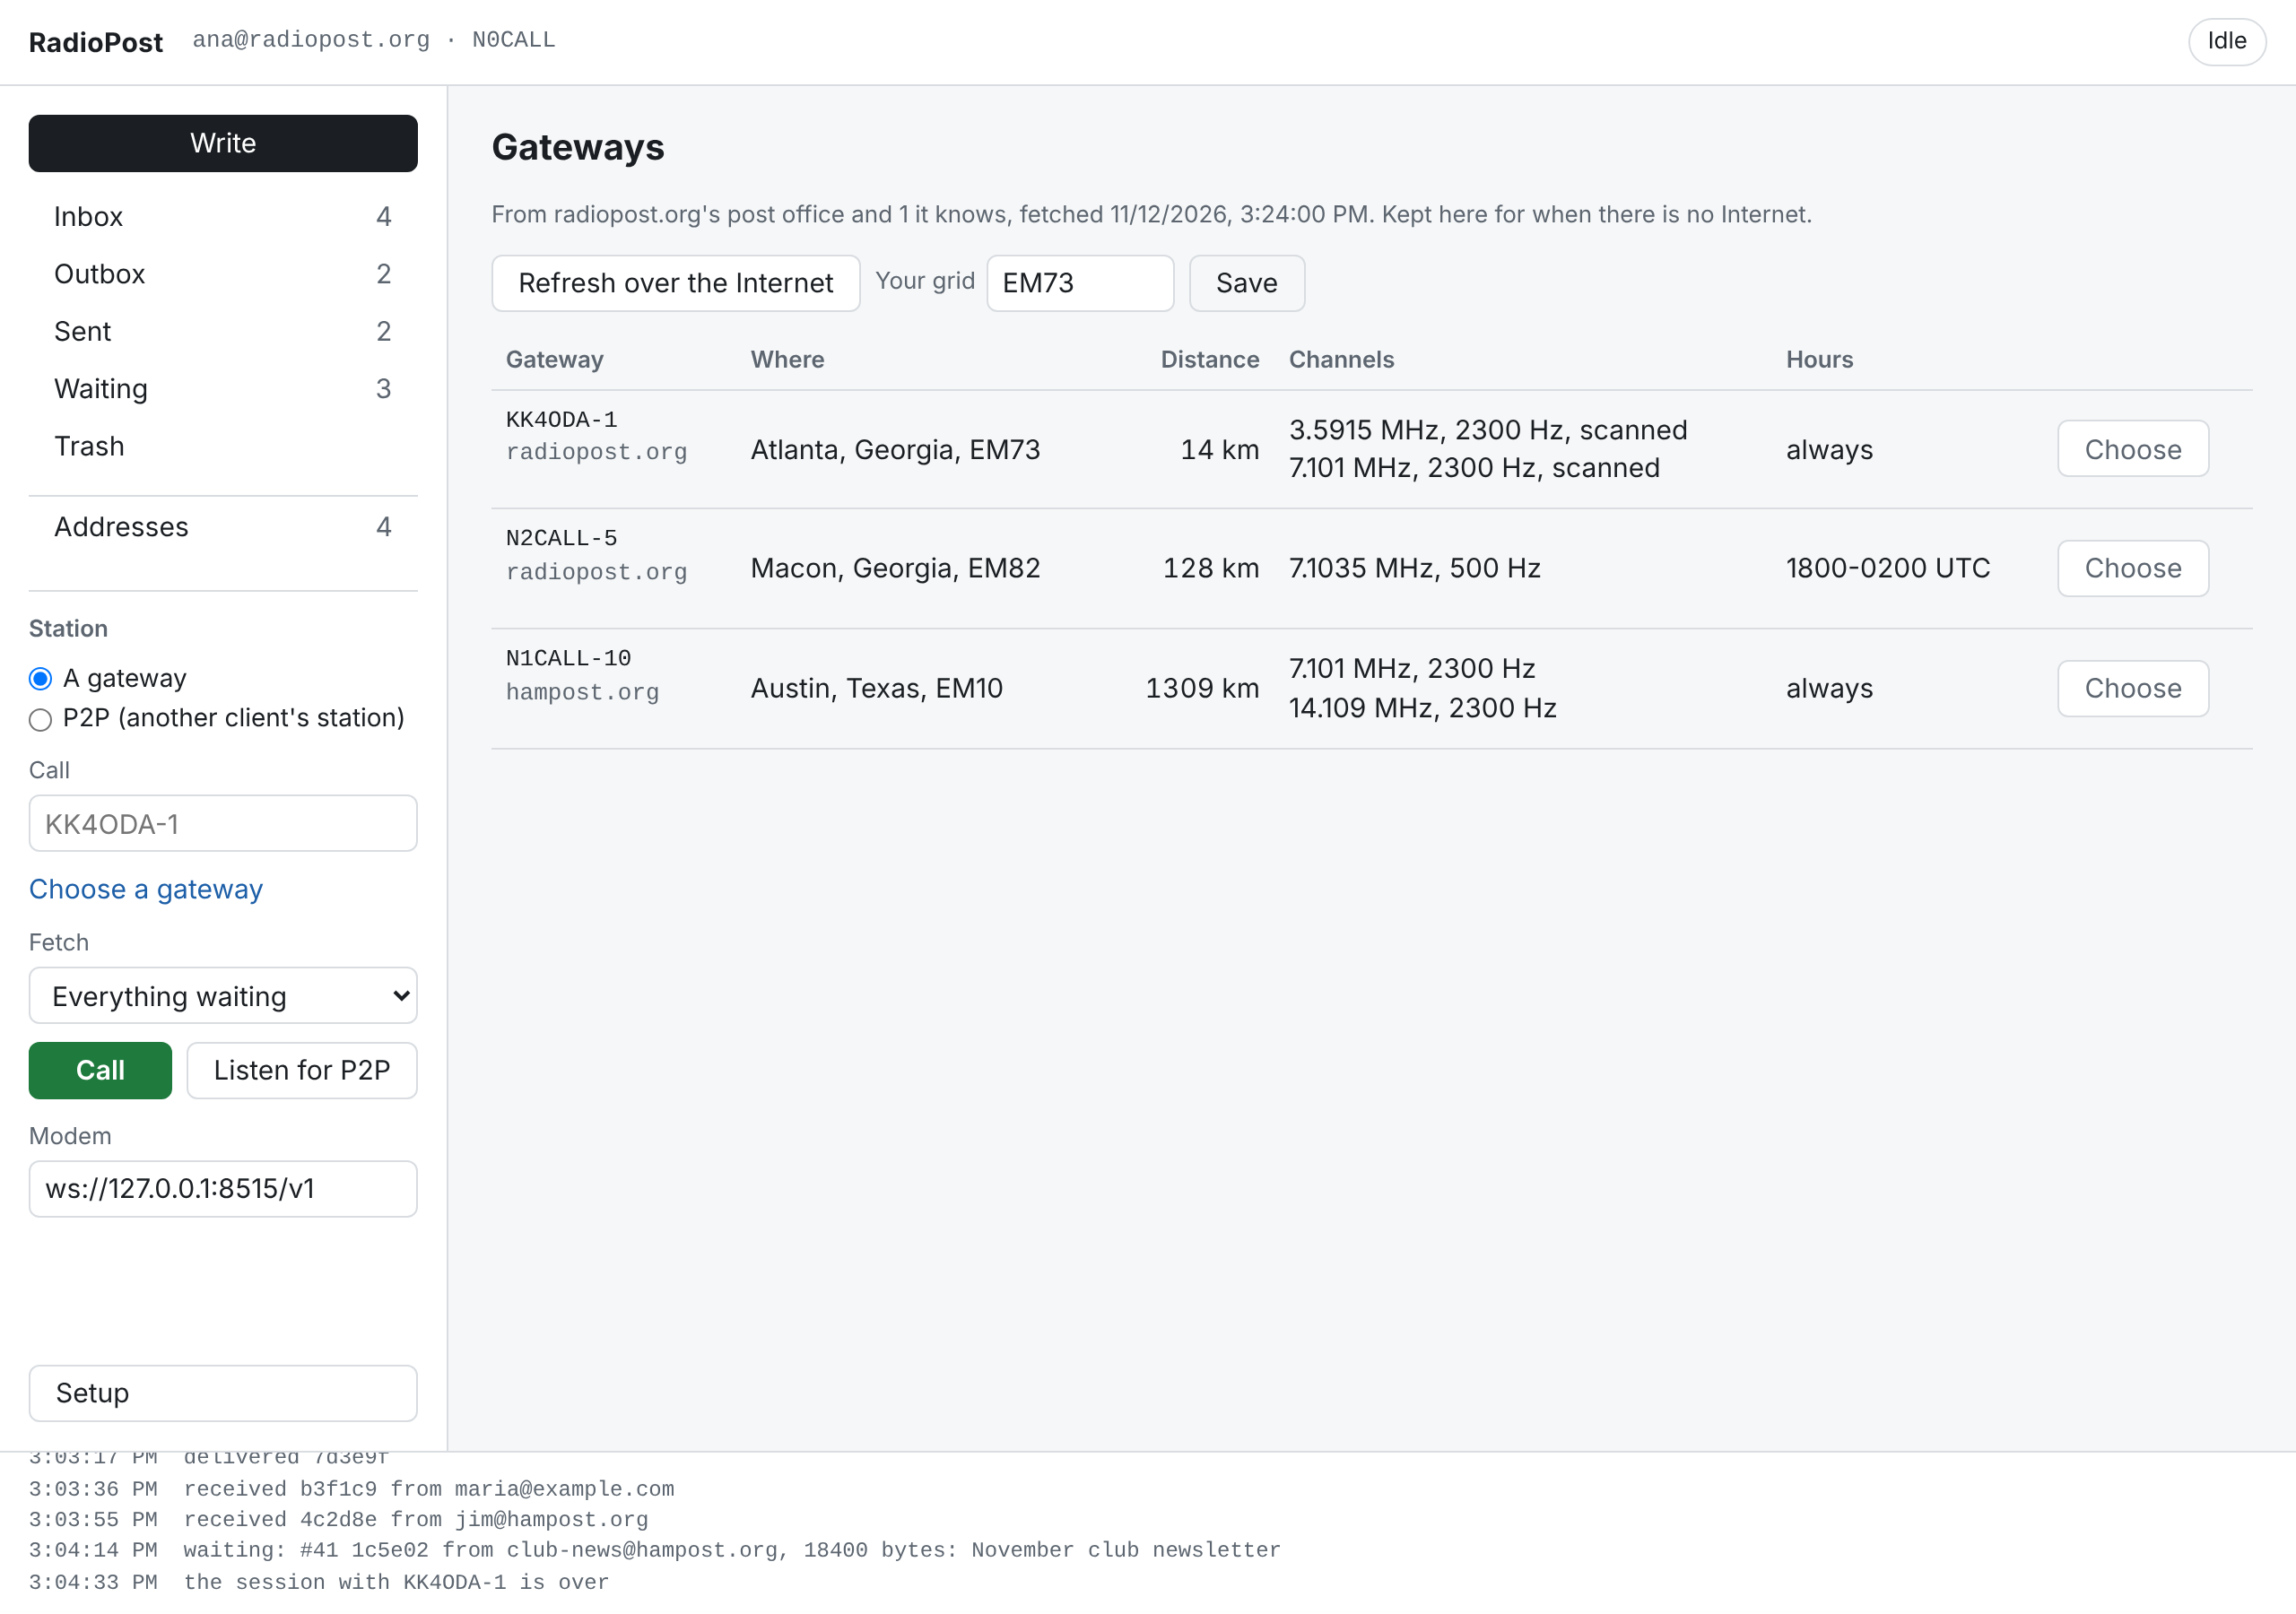 RadioPost ana@radiopost.org · N0CALL Idle
Write
Inbox 4
Outbox 2
Sent 2
Waiting 3
Trash
Addresses 4
Station
A gateway
P2P (another client's station)
Call
KK4ODA-1
Choose a gateway
Fetch
Everything waiting
Call Listen for P2P
Modem
ws://127.0.0.1:8515/v1
Setup
Gateways
From radiopost.org's post office and 1 it knows, fetched 11/12/2026, 3:24:00 PM. Kept here for when there is no Internet.
Refresh over the Internet Your grid EM73 Save
Gateway Where Distance Channels Hours
KK4ODA-1
radiopost.org Atlanta, Georgia, EM73 14 km 3.5915 MHz, 2300 Hz, scanned always Choose
7.101 MHz, 2300 Hz, scanned
N2CALL-5
radiopost.org Macon, Georgia, EM82 128 km 7.1035 MHz, 500 Hz 1800-0200 UTC Choose
N1CALL-10
hampost.org Austin, Texas, EM10 1309 km 7.101 MHz, 2300 Hz always Choose
14.109 MHz, 2300 Hz
3:03:17 PM delivered 7d3e9f
3:03:36 PM received b3f1c9 from maria@example.com
3:03:55 PM received 4c2d8e from jim@hampost.org
3:04:14 PM waiting: #41 1c5e02 from club-news@hampost.org, 18400 bytes: November club newsletter
3:04:33 PM the session with KK4ODA-1 is over